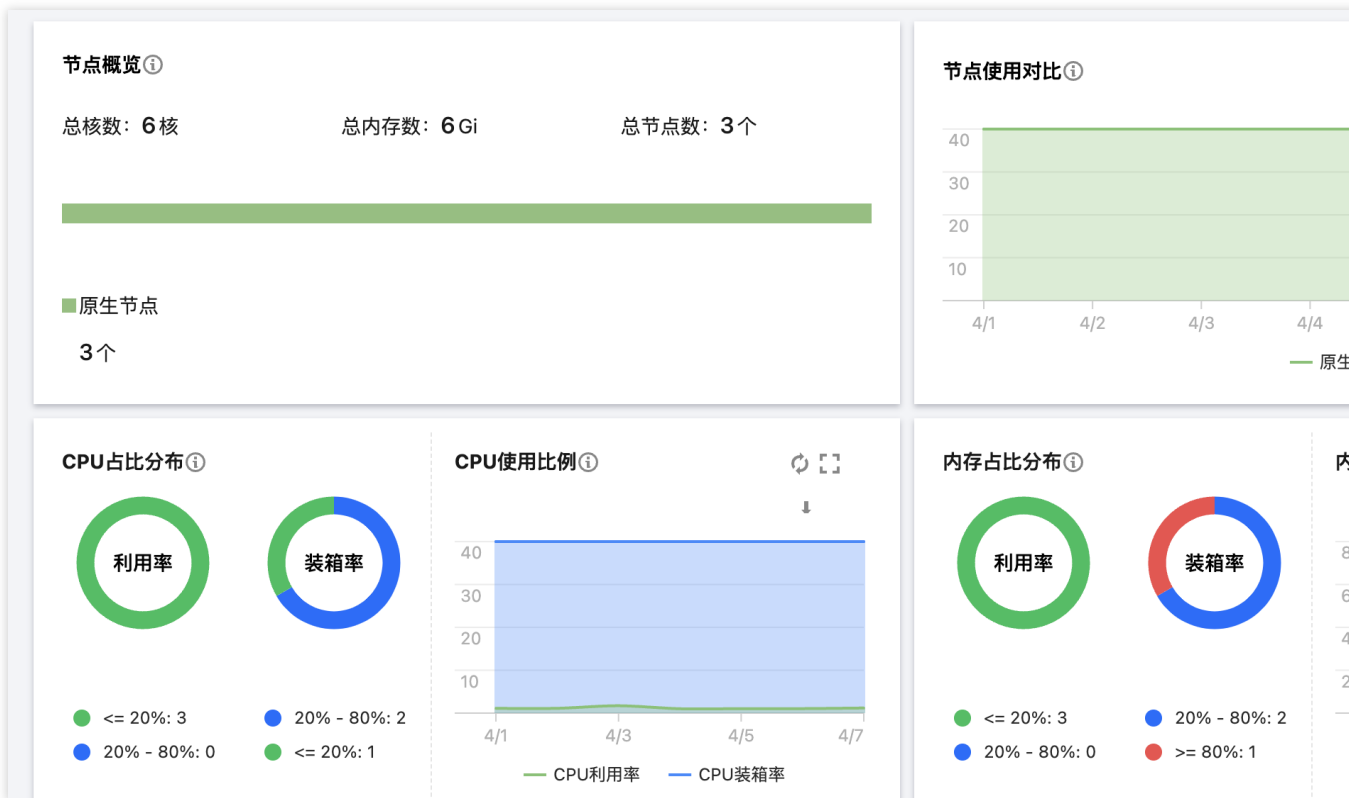 节点概览
总核数：6核
总内存数：6Gi
总节点数：3个
原生节点
3个
节点使用对比
40
30
20
10
4/1
4/2
4/3
4/4
原生
CPU占比分布
利用率
装箱率
<= 20%: 3
20% - 80%: 2
20% - 80%: 0
<= 20%: 1
CPU使用比例
40
30
20
10
4/1
4/3
4/5
4/7
CPU利用率
CPU装箱率
内存占比分布
利用率
装箱率
<= 20%: 3
20% - 80%: 2
20% - 80%: 0
>= 80%: 1